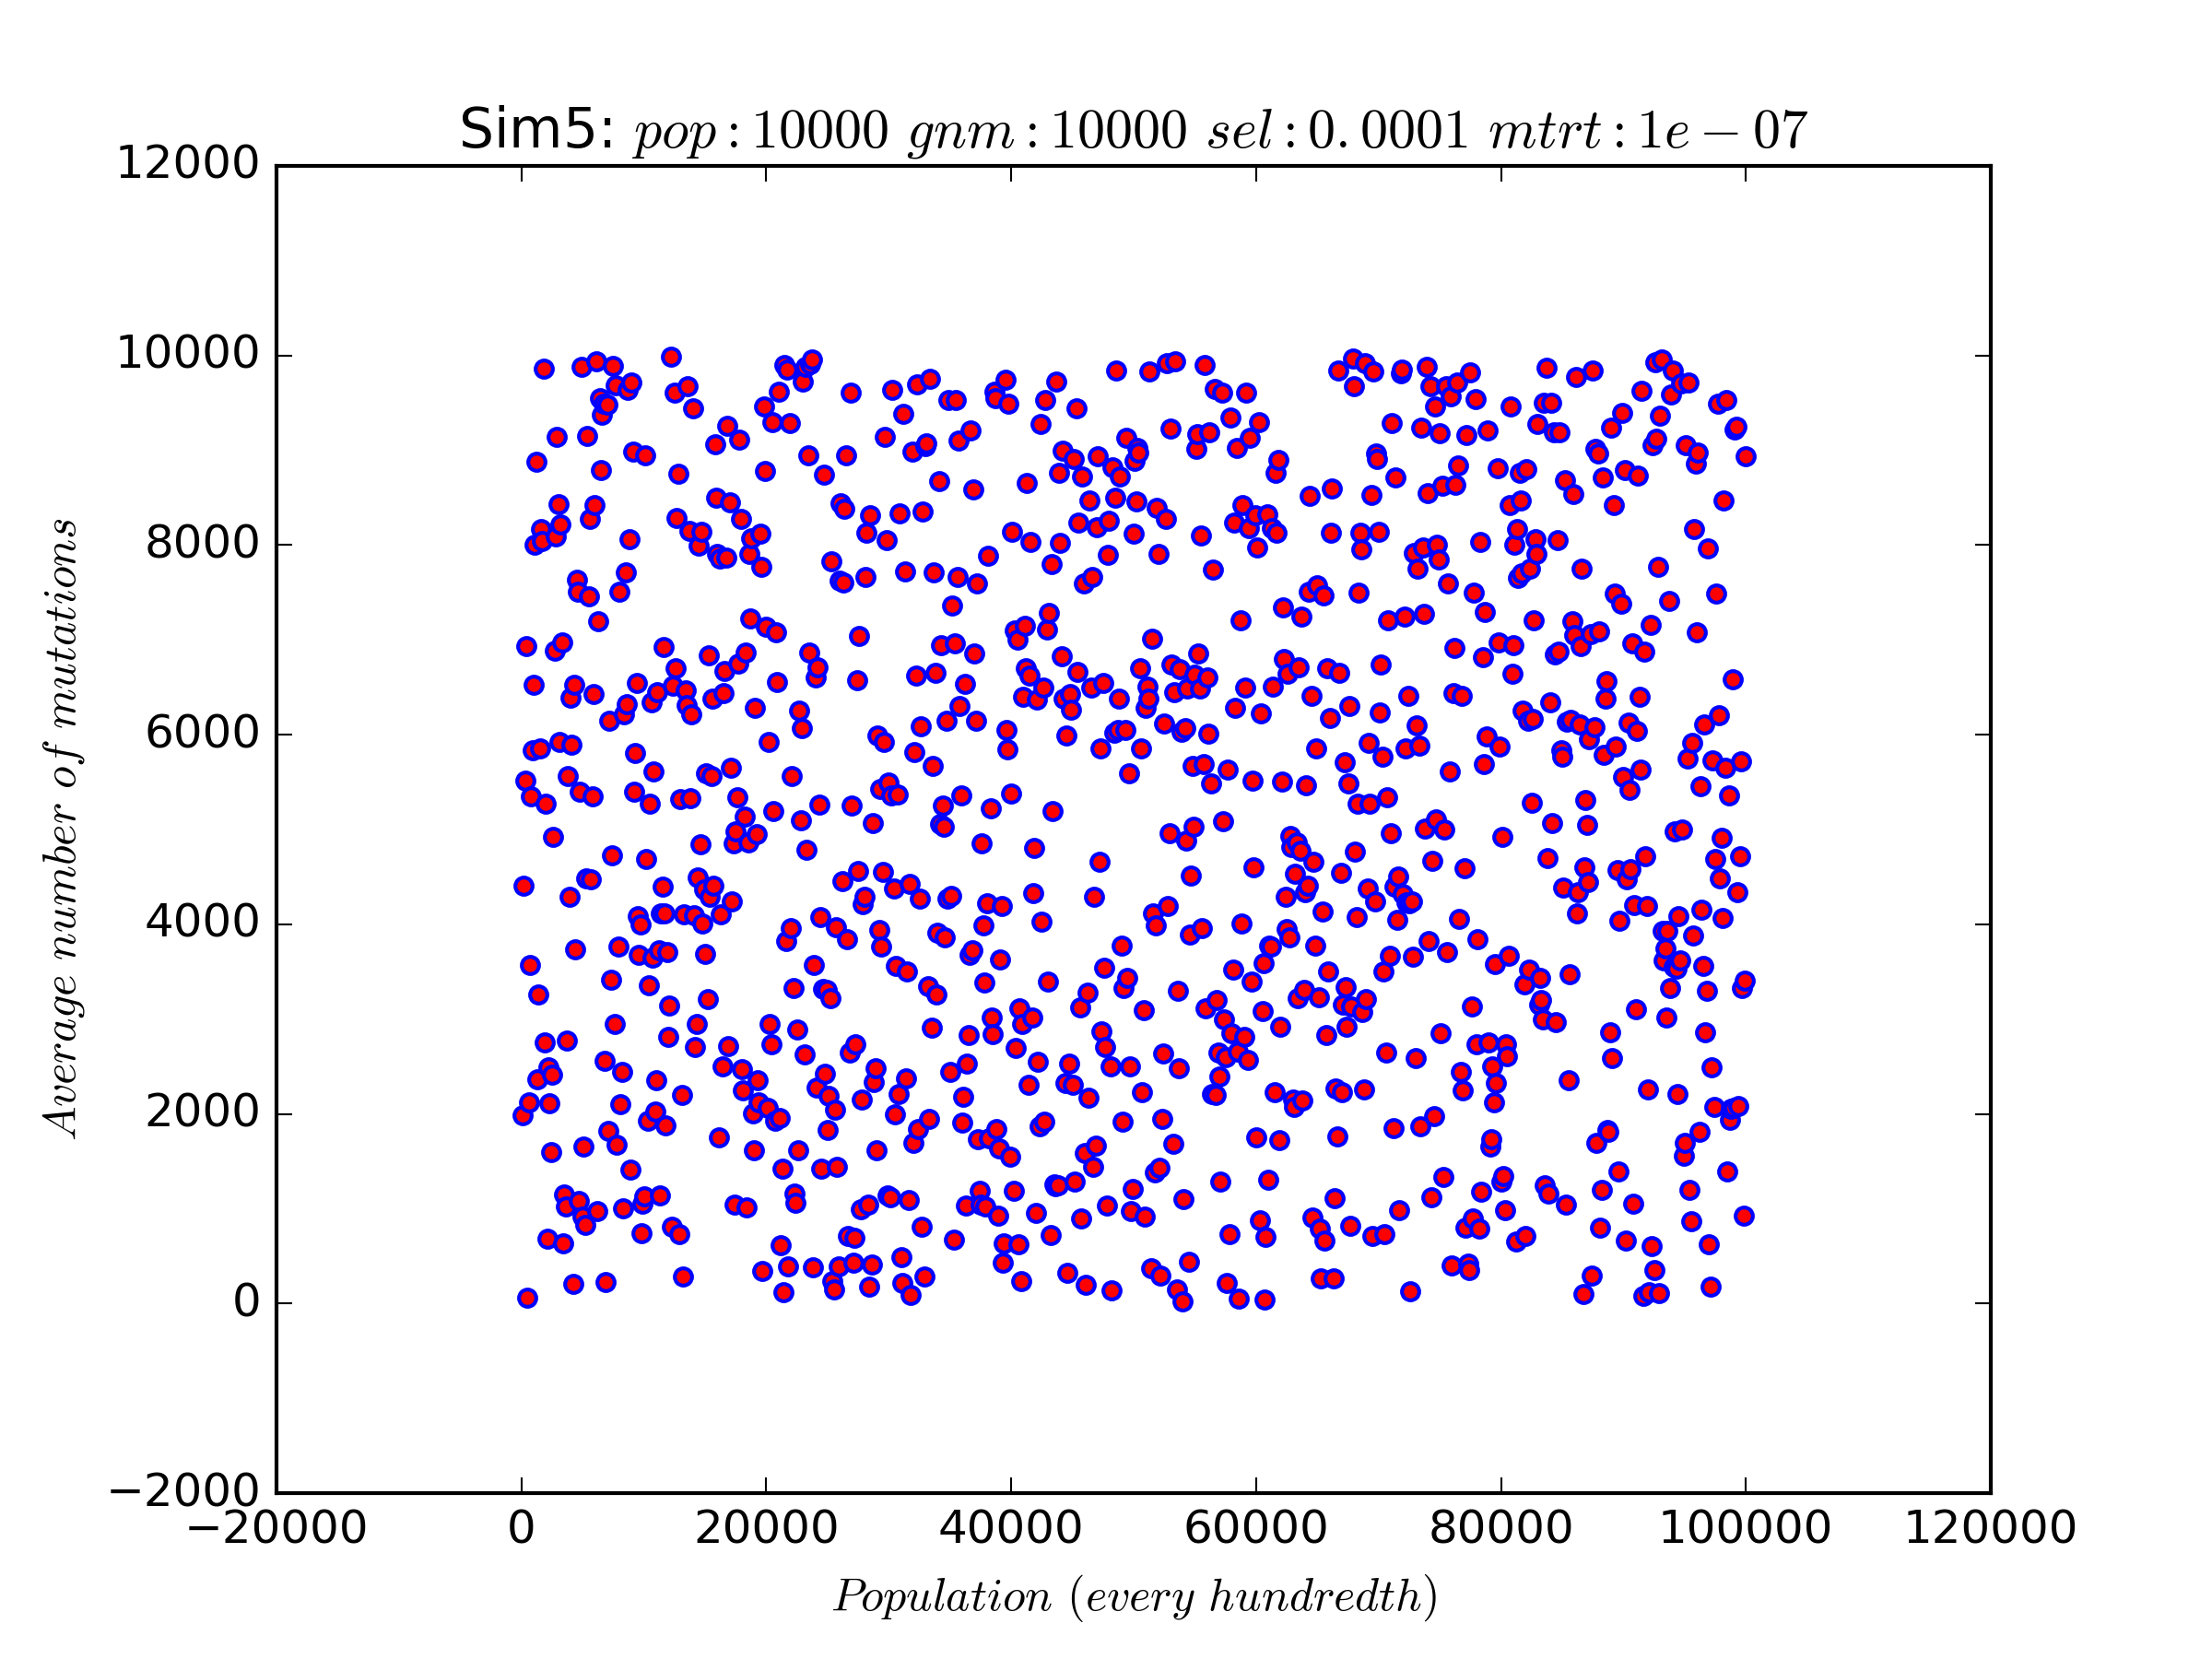 Sim5: pop : 10000 gnm : 10000 sel : 0.0001 mtrt : 1e − 07
12000
10000
8000
6000
4000
2000
0
−2000
Average number of mutations
−20000 0 20000 40000 60000 80000 100000 120000
Population (every hundredth)